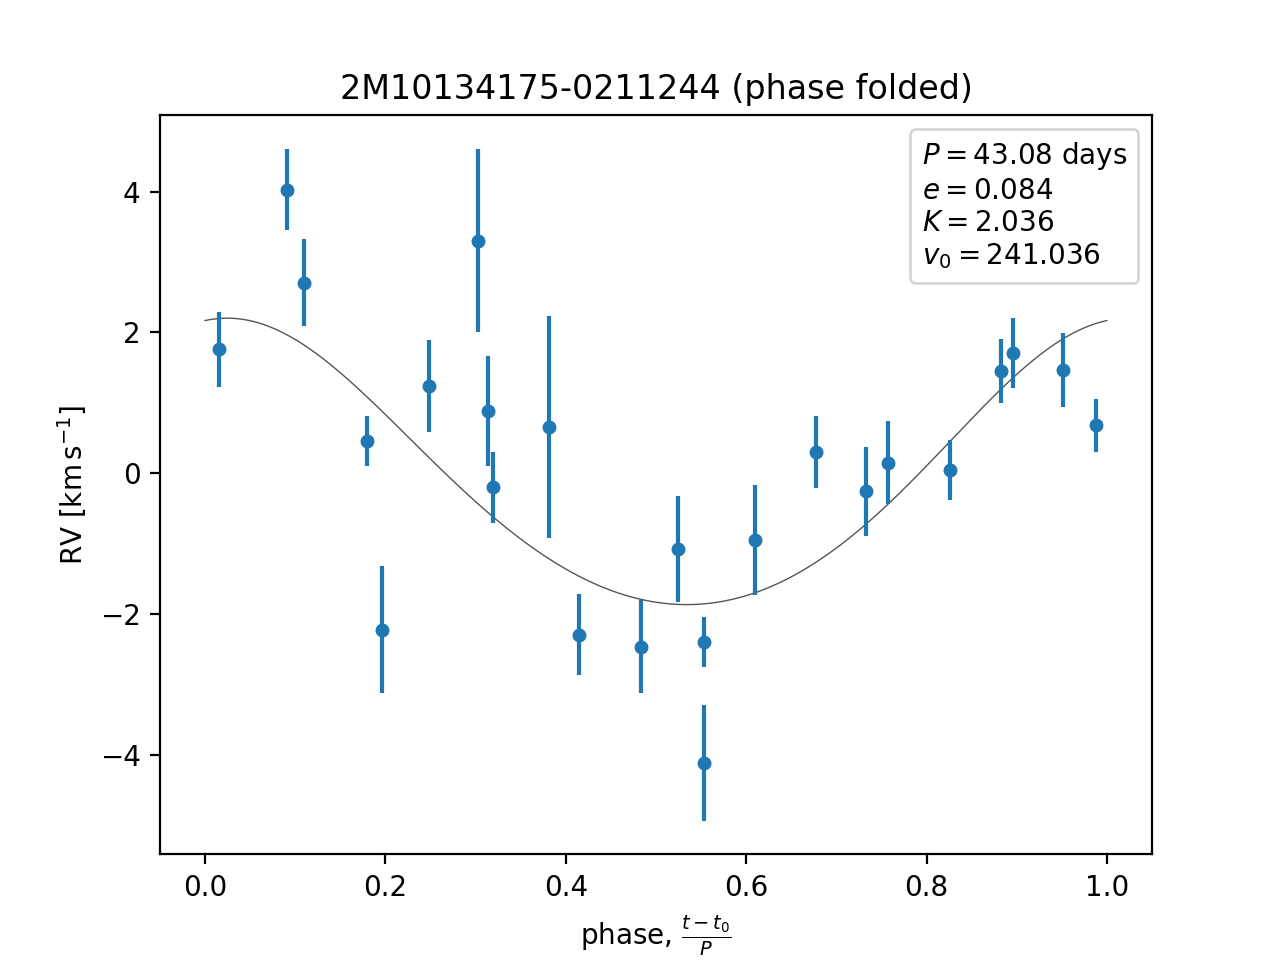 2M10134175-0211244 (phase folded)
P = 43.08 days
e = 0.084
K = 2.036
v₀ = 241.036
RV [km s⁻¹]
4
2
0
−2
−4
0.0 0.2 0.4 0.6 0.8 1.0
phase, (t − t₀)/P